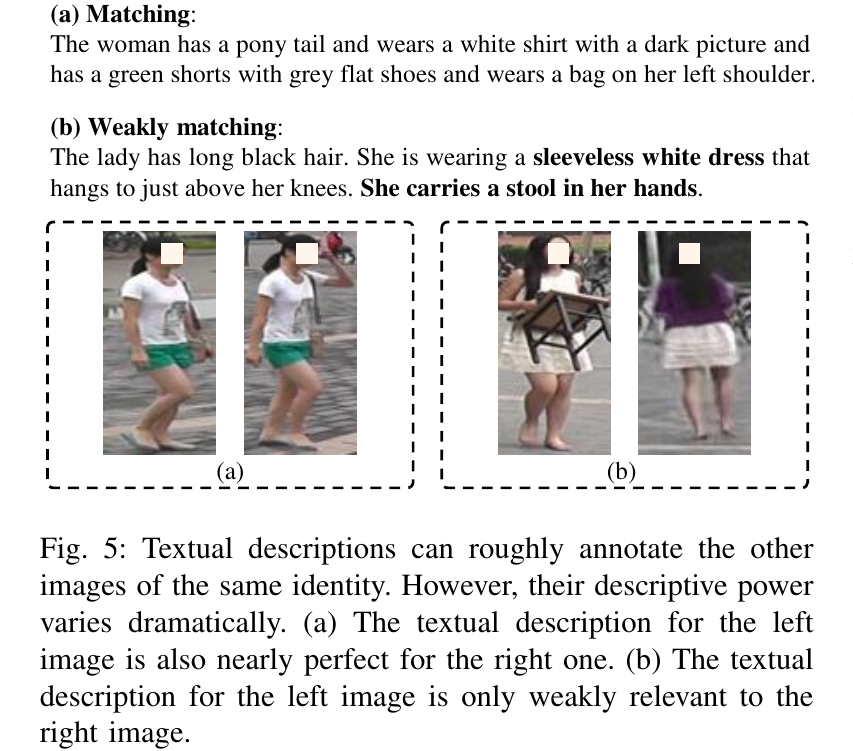 (a) Matching:
The woman has a pony tail and wears a white shirt with a dark picture and
has a green shorts with grey flat shoes and wears a bag on her left shoulder.
(b) Weakly matching:
The lady has long black hair. She is wearing a sleeveless white dress that
hangs to just above her knees. She carries a stool in her hands.
(a)
(b)
Fig. 5: Textual descriptions can roughly annotate the other
images of the same identity. However, their descriptive power
varies dramatically. (a) The textual description for the left
image is also nearly perfect for the right one. (b) The textual
description for the left image is only weakly relevant to the
right image.